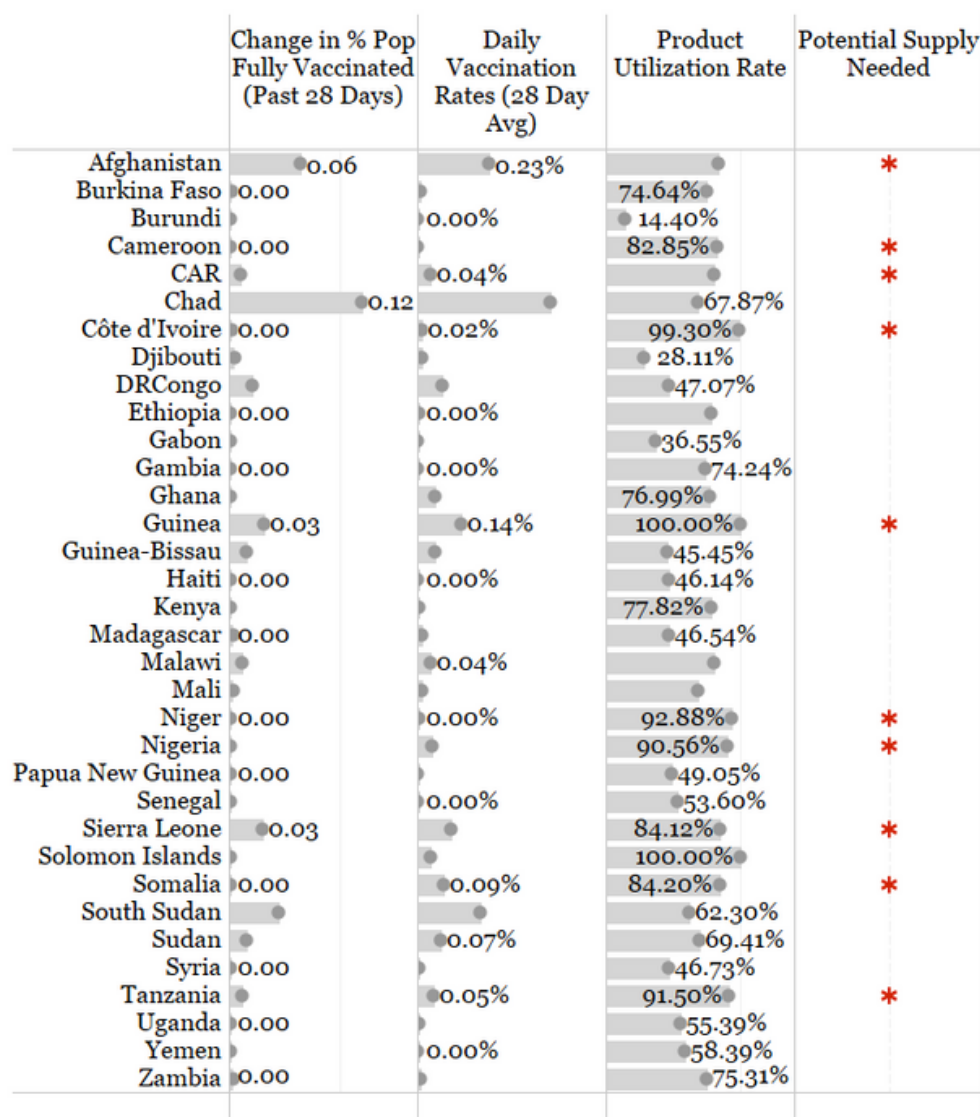 Change in % Pop Fully Vaccinated (Past 28 Days) Daily Vaccination Rates (28 Day Avg) Product Utilization Rate Potential Supply Needed
Afghanistan 0.06 0.23% *
Burkina Faso 0.00 74.64%
Burundi 0.00% 14.40%
Cameroon 0.00 82.85% *
CAR 0.04% *
Chad 0.12 67.87%
Côte d'Ivoire 0.00 0.02% 99.30% *
Djibouti 28.11%
DRCongo 47.07%
Ethiopia 0.00 0.00%
Gabon 36.55%
Gambia 0.00 0.00% 74.24%
Ghana 76.99%
Guinea 0.03 0.14% 100.00% *
Guinea-Bissau 45.45%
Haiti 0.00 0.00% 46.14%
Kenya 77.82%
Madagascar 0.00 46.54%
Malawi 0.04%
Mali
Niger 0.00 0.00% 92.88% *
Nigeria 90.56% *
Papua New Guinea 0.00 49.05%
Senegal 0.00% 53.60%
Sierra Leone 0.03 84.12% *
Solomon Islands 100.00%
Somalia 0.00 0.09% 84.20% *
South Sudan 62.30%
Sudan 0.07% 69.41%
Syria 0.00 46.73%
Tanzania 0.05% 91.50% *
Uganda 0.00 55.39%
Yemen 0.00% 58.39%
Zambia 0.00 75.31%